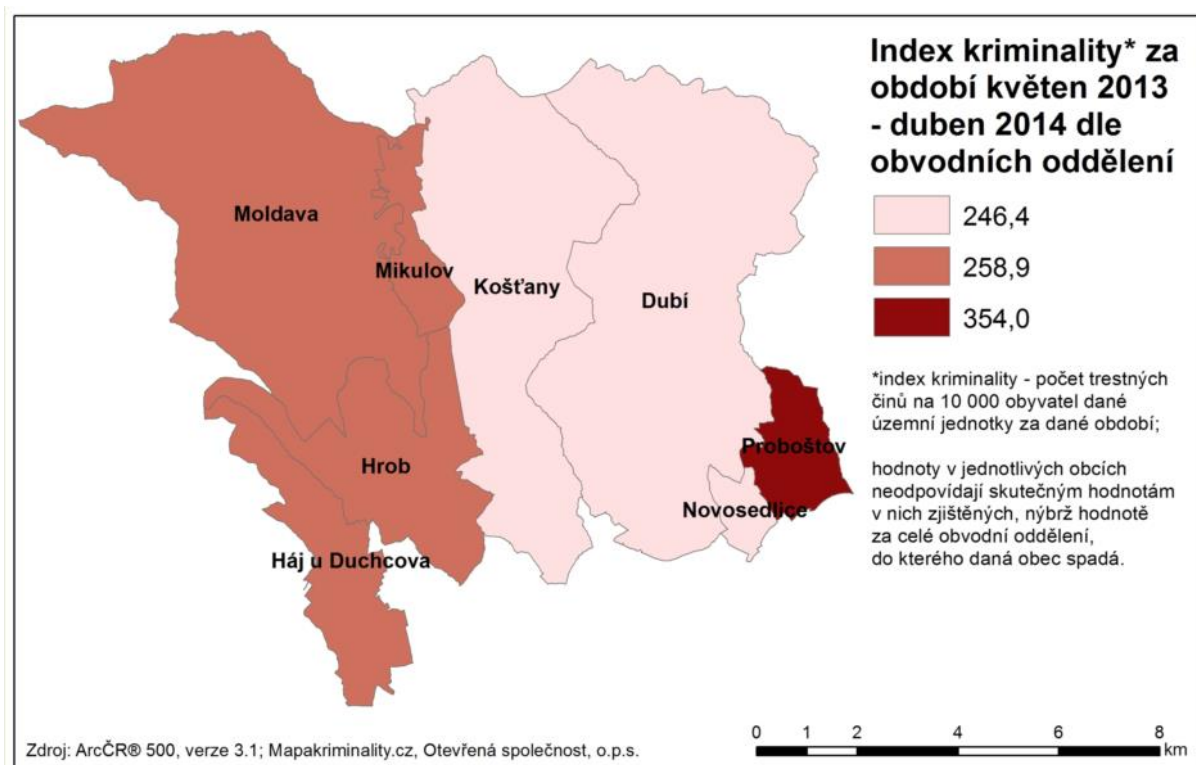 Index kriminality* za
období květen 2013
- duben 2014 dle
obvodních oddělení
246,4
258,9
354,0
*index kriminality - počet trestných
činů na 10 000 obyvatel dané
územní jednotky za dané období;
hodnoty v jednotlivých obcích
neodpovídají skutečným hodnotám
v nich zjištěných, nýbrž hodnotě
za celé obvodní oddělení,
do kterého daná obec spadá.
Moldava
Mikulov
Košťany
Dubí
Proboštov
Hrob
Novosedlice
Háj u Duchcova
Zdroj: ArcČR® 500, verze 3.1; Mapakriminality.cz, Otevřená společnost, o.p.s.
0 1 2 4 6 8
km